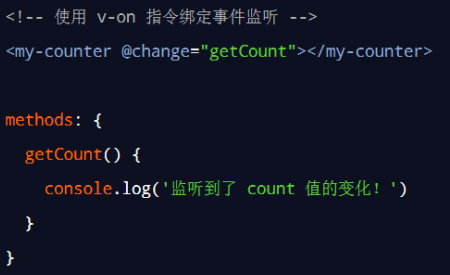 <!-- 使用 v-on 指令绑定事件监听 -->
<my-counter @change="getCount"></my-counter>
methods: {
  getCount() {
    console.log('监听到了 count 值的变化！')
  }
}